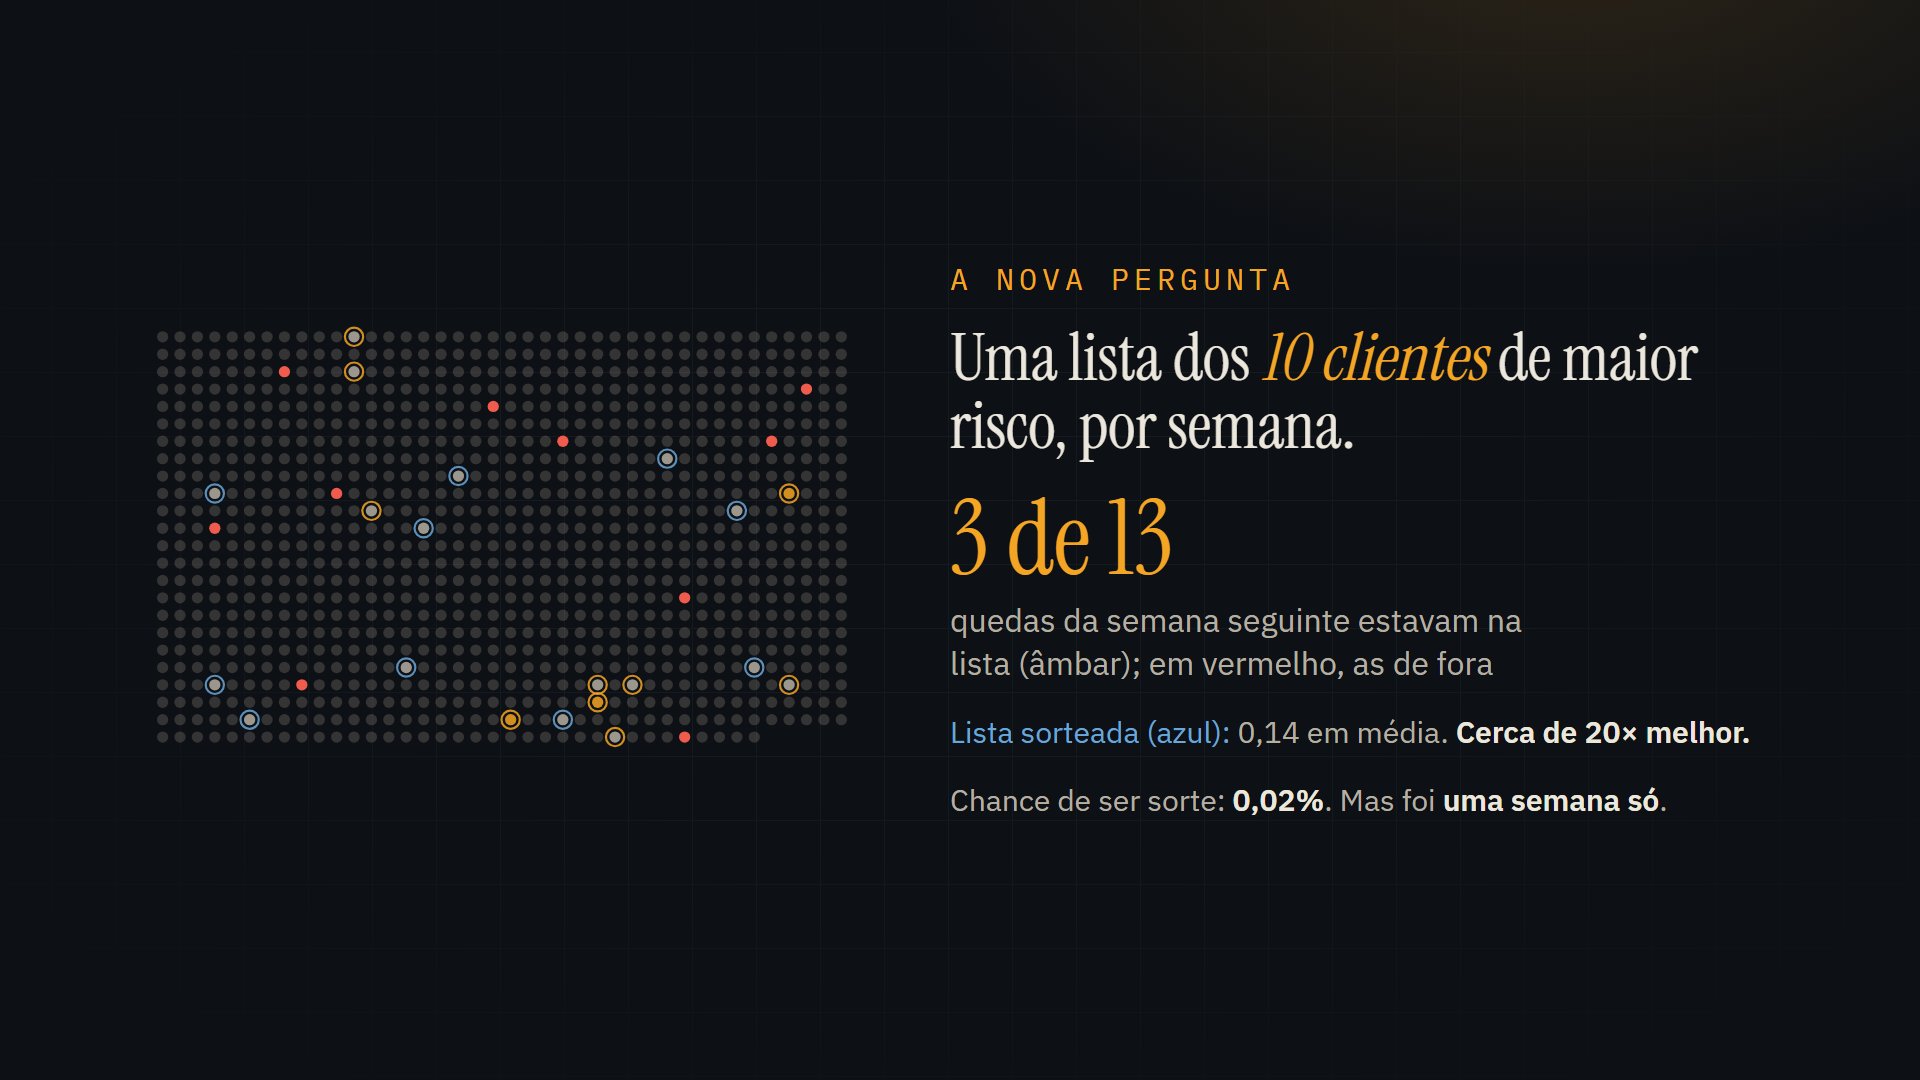 A NOVA PERGUNTA
Uma lista dos 10 clientes de maior
risco, por semana.
3 de 13
quedas da semana seguinte estavam na
lista (âmbar); em vermelho, as de fora
Lista sorteada (azul): 0,14 em média. Cerca de 20× melhor.
Chance de ser sorte: 0,02%. Mas foi uma semana só.